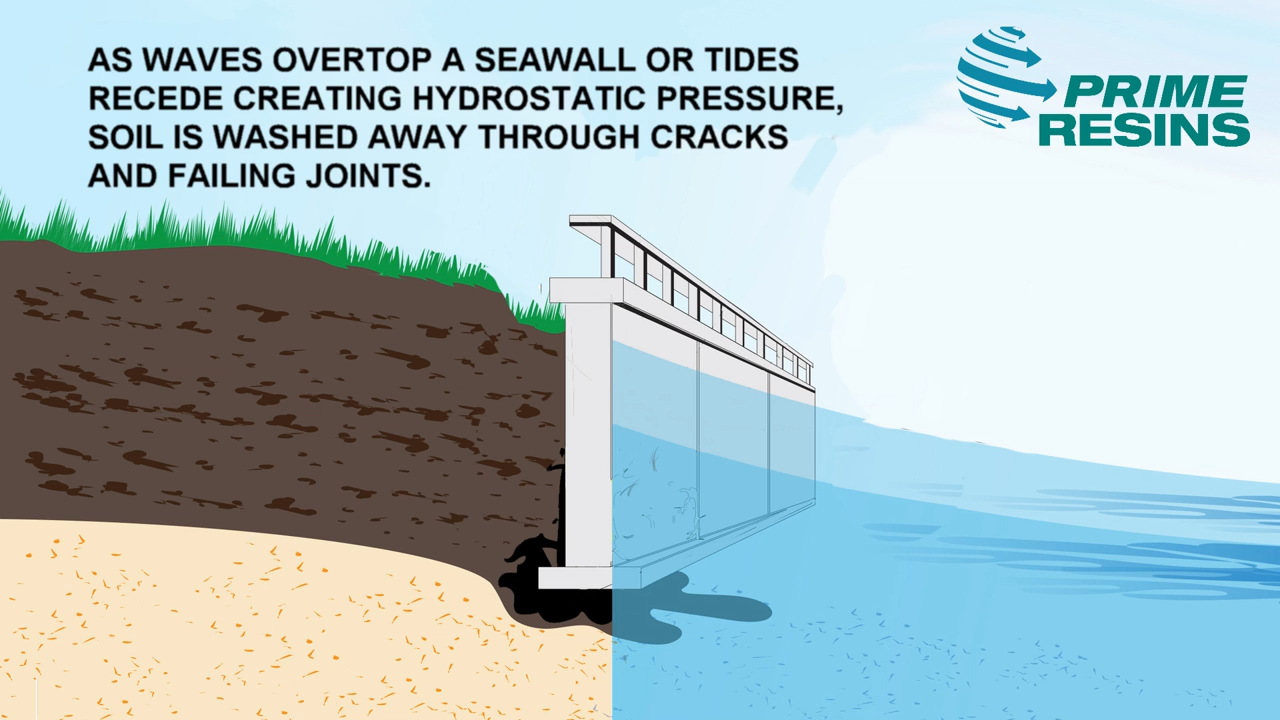 AS WAVES OVERTOP A SEAWALL OR TIDES
RECEDE CREATING HYDROSTATIC PRESSURE,
SOIL IS WASHED AWAY THROUGH CRACKS
AND FAILING JOINTS.
PRIME
RESINS